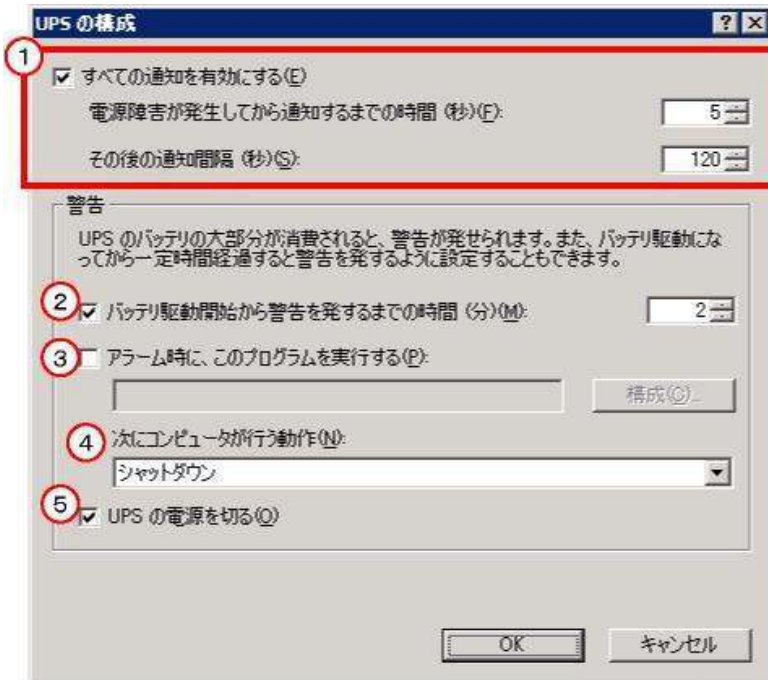 UPS の構成
①
すべての通知を有効にする(E)
電源障害が発生してから通知するまでの時間 (秒)(F): 5
その後の通知間隔 (秒)(S): 120
警告
UPS のバッテリの大部分が消費されると、警告が発せられます。また、バッテリ駆動にな
ってから一定時間経過すると警告を発するように設定することもできます。
② バッテリ駆動開始から警告を発するまでの時間 (分)(M): 2
③ アラーム時に、このプログラムを実行する(P):
構成(C)...
④ 次にコンピュータが行う動作(N):
シャットダウン
⑤ UPS の電源を切る(O)
OK キャンセル